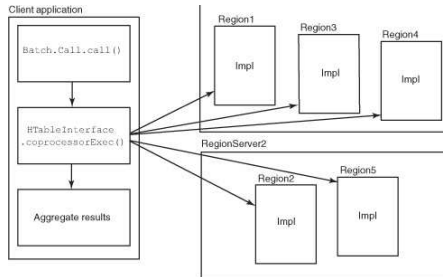 Client application
Batch.Call.call()
HTableInterface
.coprocessorExec()
Aggregate results
Region1
Impl
Region3
Impl
Region4
Impl
RegionServer2
Region2
Impl
Region5
Impl